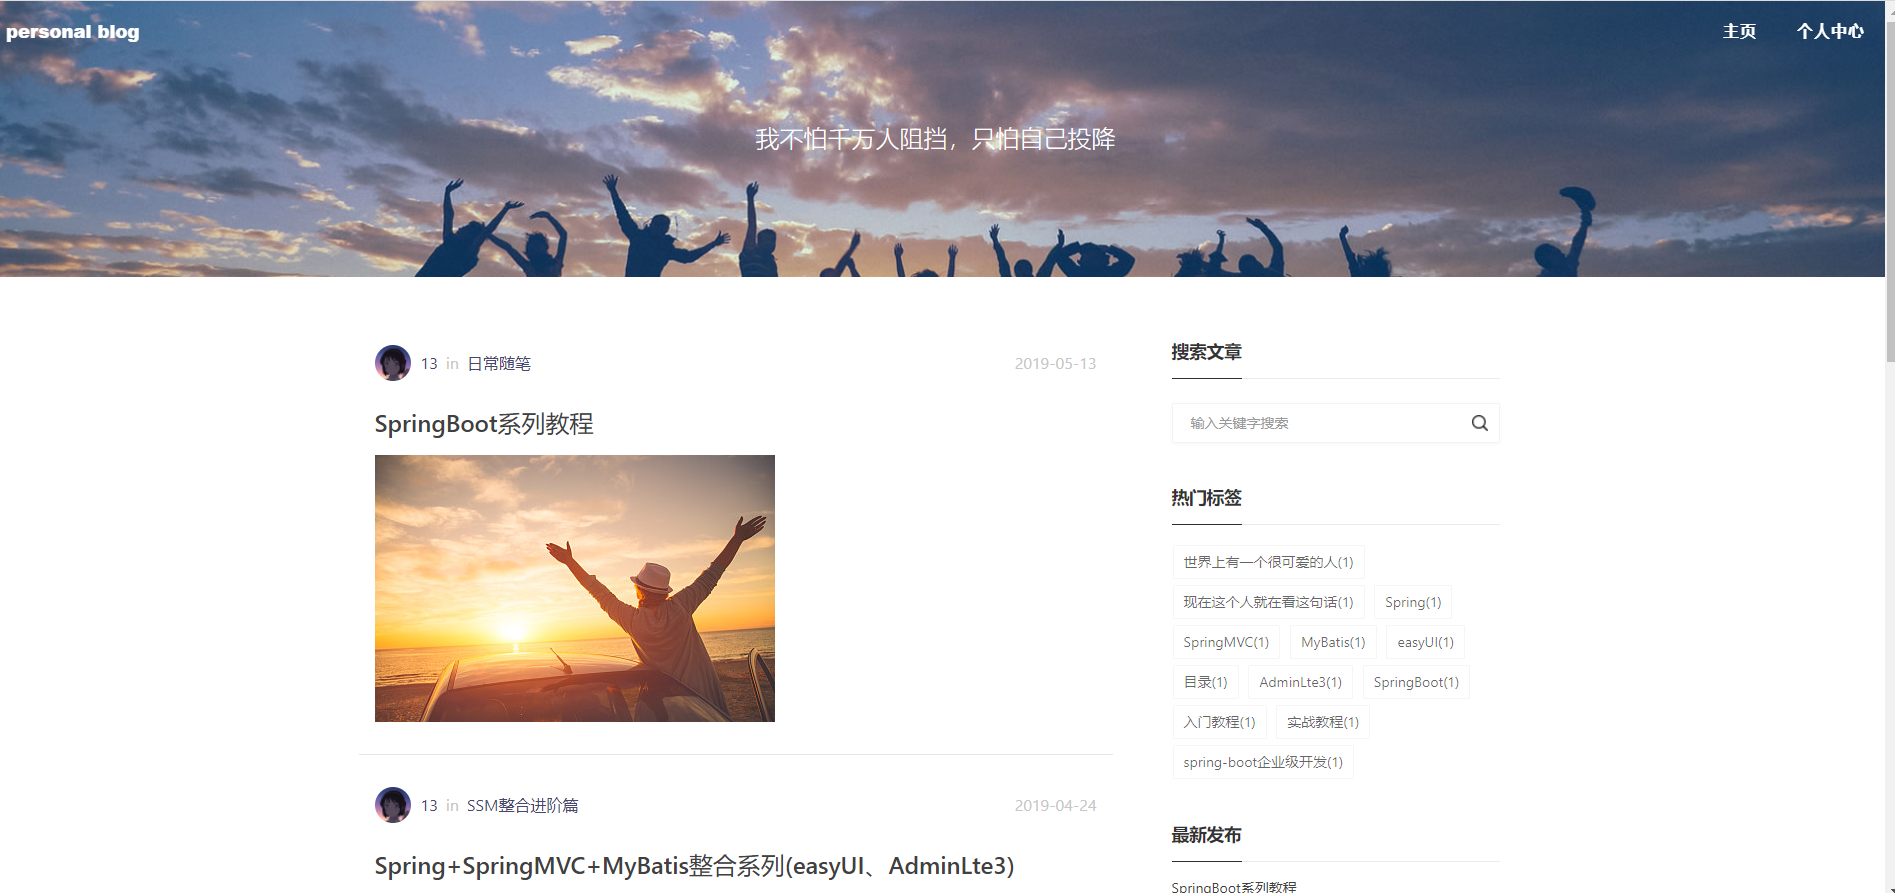 personal blog
主页
个人中心
我不怕千万人阻挡，只怕自己投降
13 in 日常随笔
2019-05-13
SpringBoot系列教程
13 in SSM整合进阶篇
2019-04-24
Spring+SpringMVC+MyBatis整合系列(easyUI、AdminLte3)
搜索文章
输入关键字搜索
热门标签
世界上有一个很可爱的人(1)
现在这个人就在看这句话(1) Spring(1)
SpringMVC(1) MyBatis(1) easyUI(1)
目录(1) AdminLte3(1) SpringBoot(1)
入门教程(1) 实战教程(1)
spring-boot企业级开发(1)
最新发布
SpringBoot系列教程